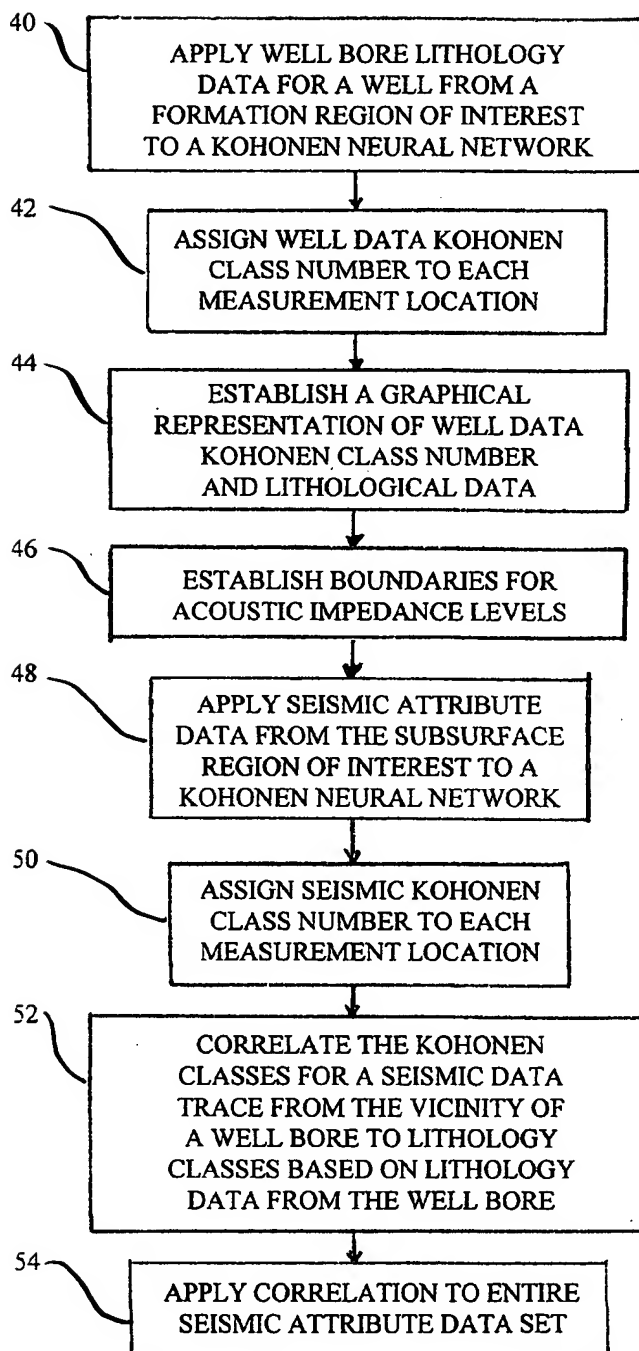 40
APPLY WELL BORE LITHOLOGY
DATA FOR A WELL FROM A
FORMATION REGION OF INTEREST
TO A KOHONEN NEURAL NETWORK
42
ASSIGN WELL DATA KOHONEN
CLASS NUMBER TO EACH
MEASUREMENT LOCATION
44
ESTABLISH A GRAPHICAL
REPRESENTATION OF WELL DATA
KOHONEN CLASS NUMBER
AND LITHOLOGICAL DATA
46
ESTABLISH BOUNDARIES FOR
ACOUSTIC IMPEDANCE LEVELS
48
APPLY SEISMIC ATTRIBUTE
DATA FROM THE SUBSURFACE
REGION OF INTEREST TO A
KOHONEN NEURAL NETWORK
50
ASSIGN SEISMIC KOHONEN
CLASS NUMBER TO EACH
MEASUREMENT LOCATION
52
CORRELATE THE KOHONEN
CLASSES FOR A SEISMIC DATA
TRACE FROM THE VICINITY OF
A WELL BORE TO LITHOLOGY
CLASSES BASED ON LITHOLOGY
DATA FROM THE WELL BORE
54
APPLY CORRELATION TO ENTIRE
SEISMIC ATTRIBUTE DATA SET